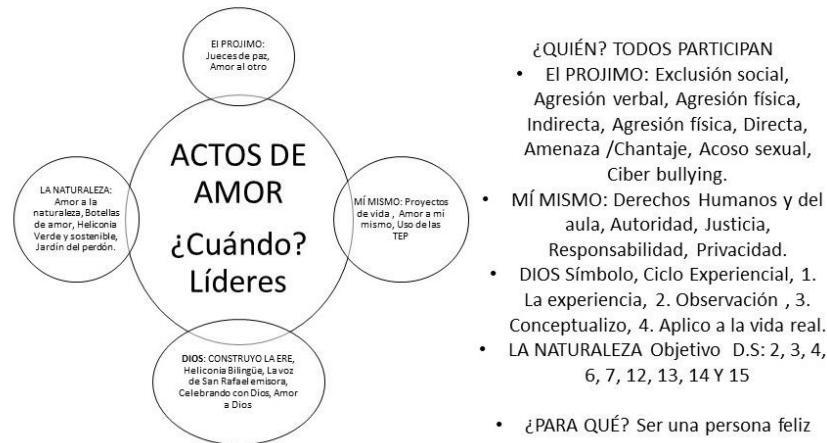 El PROJIMO:
Jueces de paz,
Amor al otro
ACTOS DE
AMOR
¿Cuándo?
Líderes
LA NATURALEZA:
Amor a la
naturaleza, Botellas
de amor, Heliconia
Verde y sostenible,
Jardín del perdón.
MÍ MISMO: Proyectos
de vida , Amor a mi
mismo, Uso de las
TEP
DIOS: CONSTRUYO LA ERE,
Heliconia Bilingüe, La voz
de San Rafael emisora,
Celebrando con Dios, Amor
a Dios
¿QUIÉN? TODOS PARTICIPAN
• El PROJIMO: Exclusión social,
Agresión verbal, Agresión física,
Indirecta, Agresión física, Directa,
Amenaza /Chantaje, Acoso sexual,
Ciber bullying.
• MÍ MISMO: Derechos Humanos y del
aula, Autoridad, Justicia,
Responsabilidad, Privacidad.
• DIOS Símbolo, Ciclo Experiencial, 1.
La experiencia, 2. Observación , 3.
Conceptualizo, 4. Aplico a la vida real.
• LA NATURALEZA Objetivo D.S: 2, 3, 4,
6, 7, 12, 13, 14 Y 15
• ¿PARA QUÉ? Ser una persona feliz